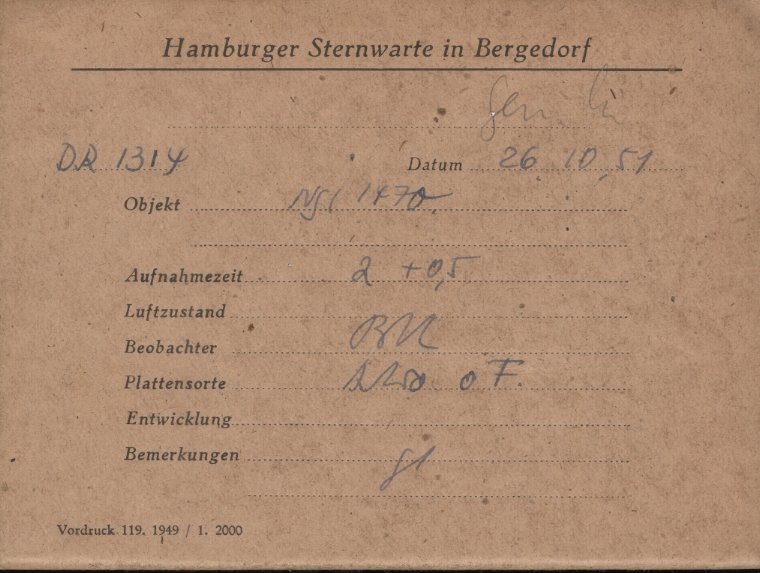 Hamburger Sternwarte in Bergedorf
DR 1314 Datum 26.10.51
Objekt 1470
Aufnahmezeit 2 +0,5
Luftzustand
Beobachter
Plattensorte o F.
Entwicklung
Bemerkungen
Vordruck 119. 1949 / 1. 2000